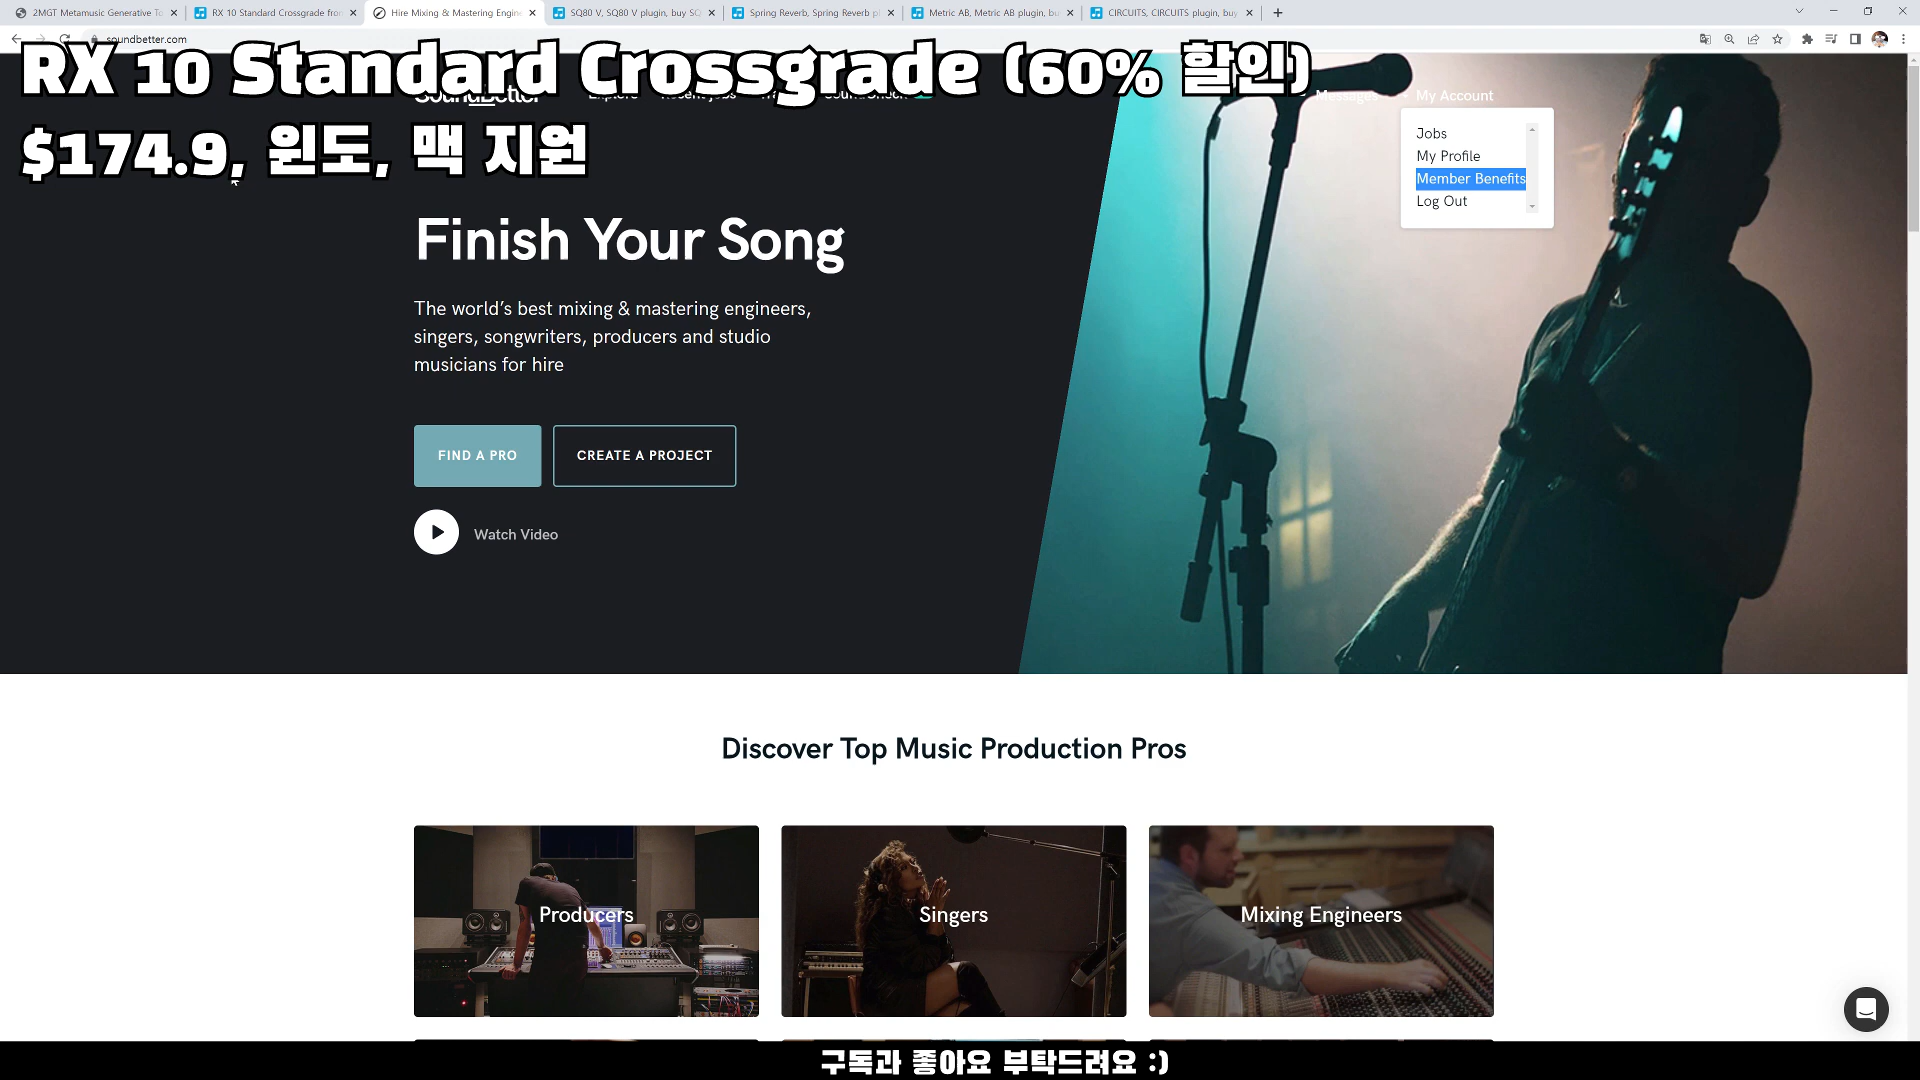 2MGT Metamusic Generative To
RX 10 Standard Crossgrade from
Hire Mixing & Mastering Engine
SQ80 V, SQ80 V plugin, buy SQ
Spring Reverb, Spring Reverb p
Metric AB, Metric AB plugin, bu
CIRCUITS, CIRCUITS plugin, buy
soundbetter.com
RX 10 Standard Crossgrade (60% 할인)
$174.9, 윈도, 맥 지원
SoundBetter
Messages
My Account
Jobs
My Profile
Member Benefits
Log Out
Finish Your Song
The world's best mixing & mastering engineers,
singers, songwriters, producers and studio
musicians for hire
FIND A PRO
CREATE A PROJECT
Watch Video
Discover Top Music Production Pros
Producers
Singers
Mixing Engineers
구독과 좋아요 부탁드려요 :)